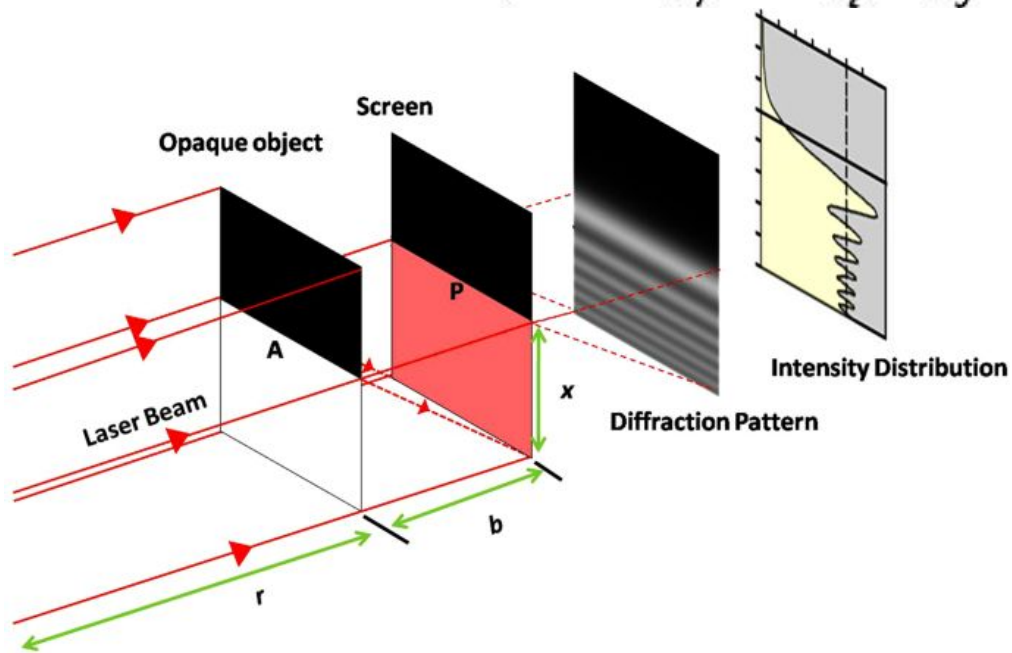 Screen
Opaque object
P
A
x
Intensity Distribution
Laser Beam
Diffraction Pattern
b
r